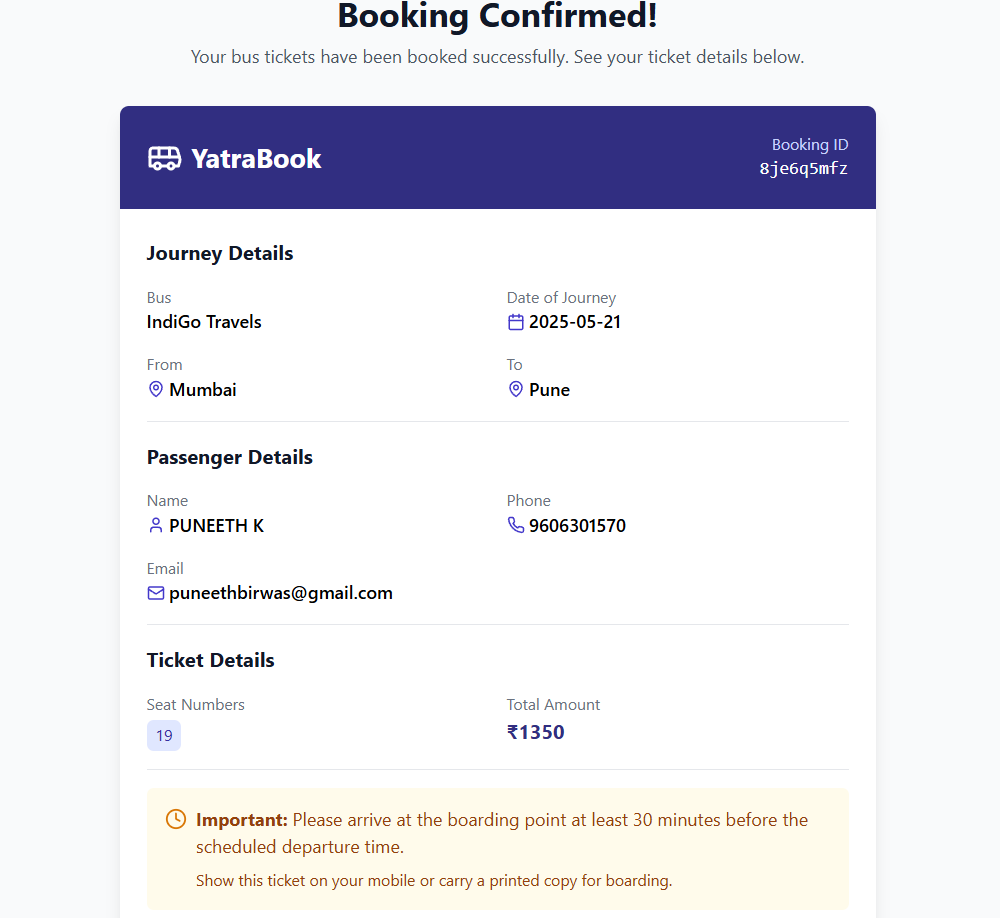 Booking Confirmed!
Your bus tickets have been booked successfully. See your ticket details below.
YatraBook
Booking ID
8je6q5mfz
Journey Details
Bus
IndiGo Travels
Date of Journey
2025-05-21
From
Mumbai
To
Pune
Passenger Details
Name
PUNEETH K
Phone
9606301570
Email
puneethbirwas@gmail.com
Ticket Details
Seat Numbers
19
Total Amount
₹1350
Important: Please arrive at the boarding point at least 30 minutes before the
scheduled departure time.
Show this ticket on your mobile or carry a printed copy for boarding.